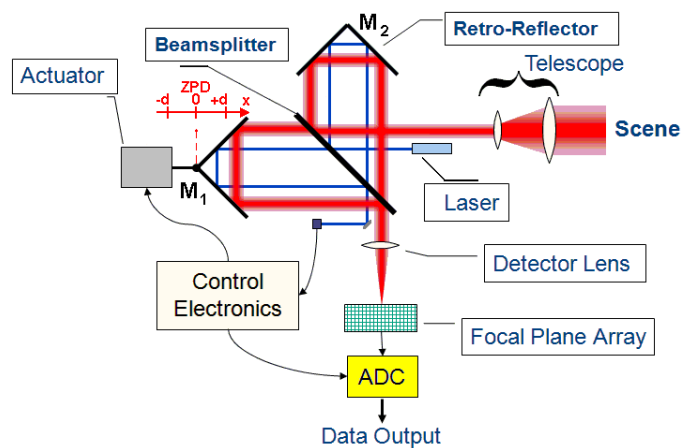 M2
Retro-Reflector
Beamsplitter
Telescope
Actuator
ZPD
-d 0 +d x
Scene
M1
Laser
Detector Lens
Control
Electronics
Focal Plane Array
ADC
Data Output